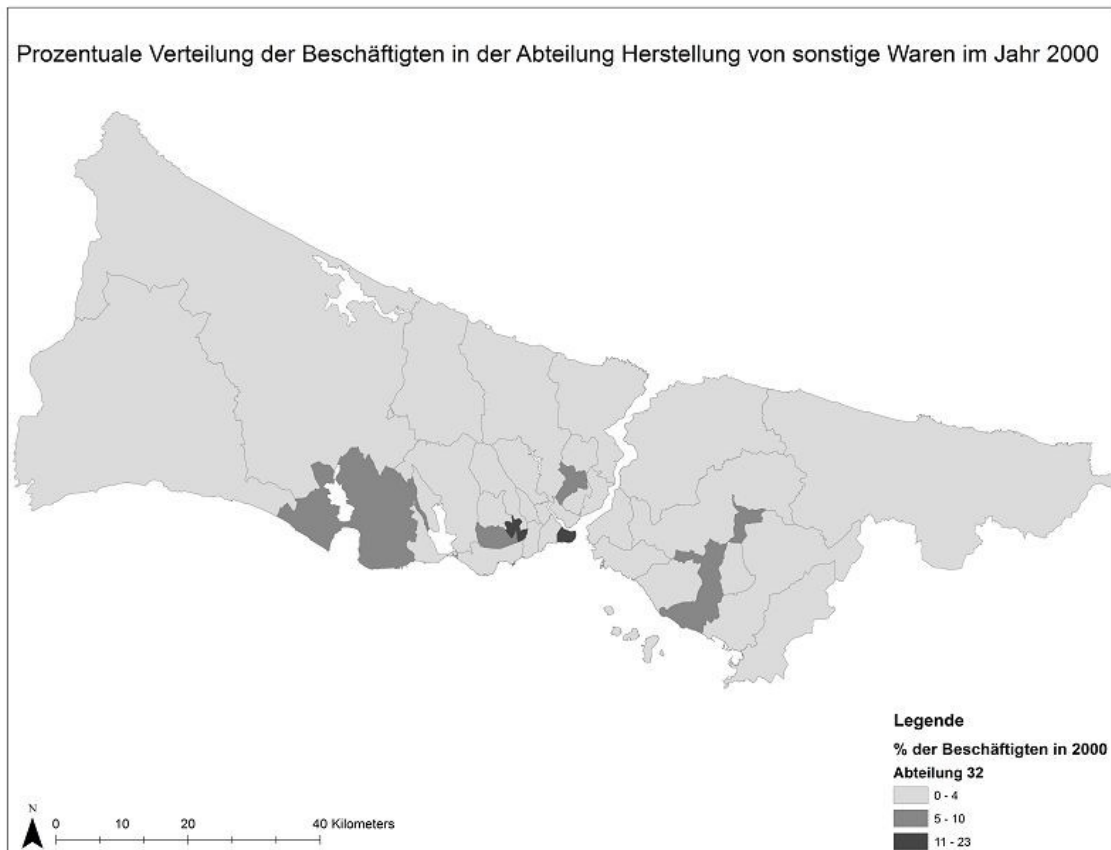 Prozentuale Verteilung der Beschäftigten in der Abteilung Herstellung von sonstige Waren im Jahr 2000
Legende
% der Beschäftigten in 2000
Abteilung 32
0 - 4
5 - 10
11 - 23
N
0 10 20 40 Kilometers